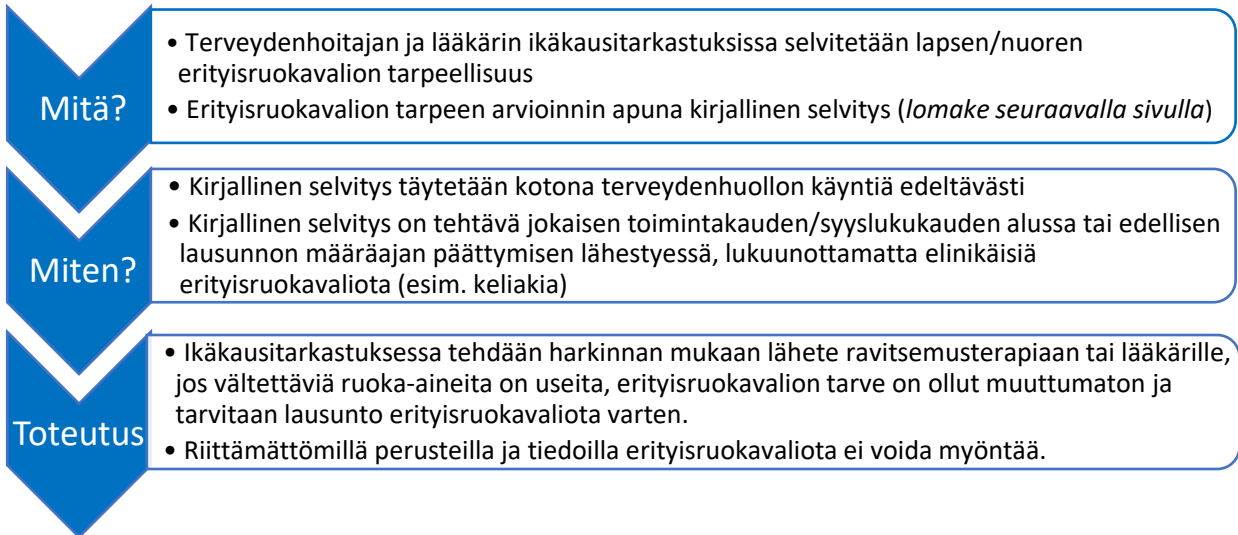 Mitä?
• Terveydenhoitajan ja lääkärin ikäkausitarkastuksissa selvitetään lapsen/nuoren
erityisruokavalion tarpeellisuus
• Erityisruokavalion tarpeen arvioinnin apuna kirjallinen selvitys (lomake seuraavalla sivulla)
Miten?
• Kirjallinen selvitys täytetään kotona terveydenhuollon käyntiä edeltävästi
• Kirjallinen selvitys on tehtävä jokaisen toimintakauden/syyslukukauden alussa tai edellisen
lausunnon määräajan päättymisen lähestyessä, lukuunottamatta elinikäisiä
erityisruokavaliota (esim. keliakia)
Toteutus
• Ikäkausitarkastuksessa tehdään harkinnan mukaan lähete ravitsemusterapiaan tai lääkärille,
jos vältettäviä ruoka-aineita on useita, erityisruokavalion tarve on ollut muuttumaton ja
tarvitaan lausunto erityisruokavaliota varten.
• Riittämättömillä perusteilla ja tiedoilla erityisruokavaliota ei voida myöntää.